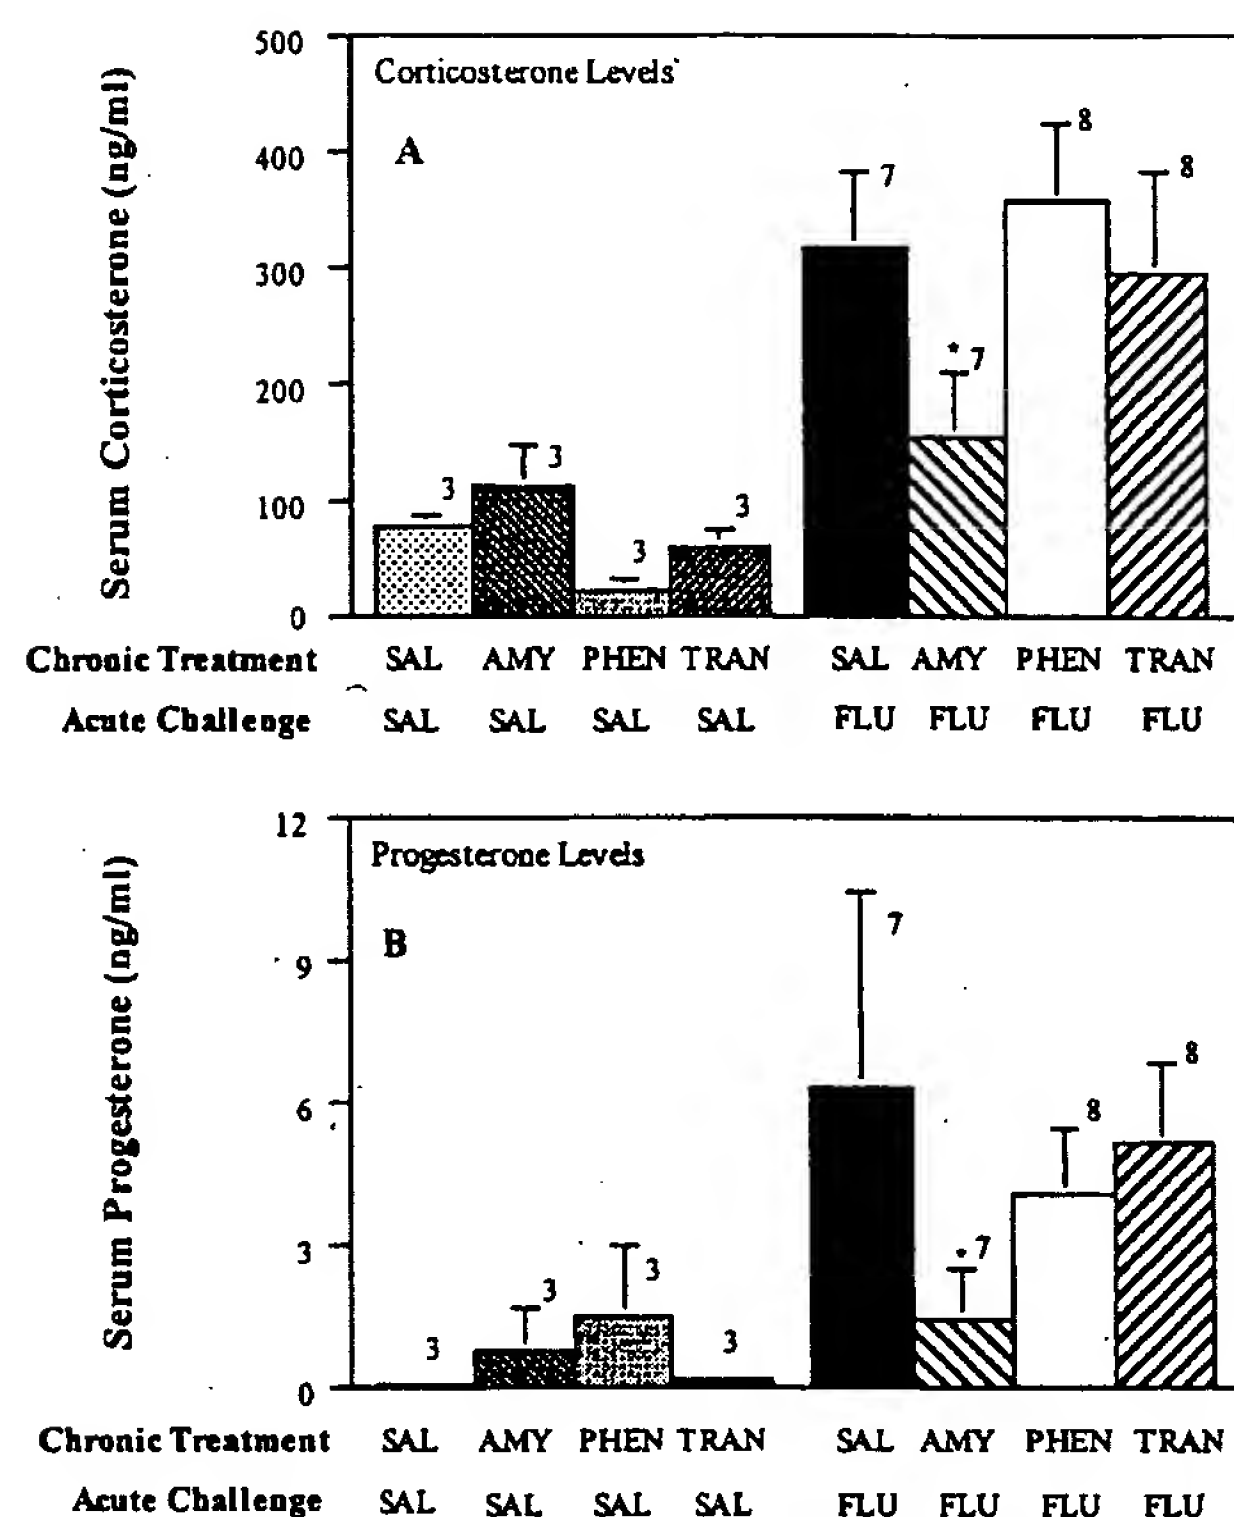 500
Corticosterone Levels
A
400
300
200
100
0
Serum Corticosterone (ng/ml)
3 3 3 3 7 * 7 8 8
Chronic Treatment SAL AMY PHEN TRAN SAL AMY PHEN TRAN
Acute Challenge SAL SAL SAL SAL FLU FLU FLU FLU
12
Progesterone Levels
B
9
6
3
0
Serum Progesterone (ng/ml)
3 3 3 3 7 * 7 8 8
Chronic Treatment SAL AMY PHEN TRAN SAL AMY PHEN TRAN
Acute Challenge SAL SAL SAL SAL FLU FLU FLU FLU